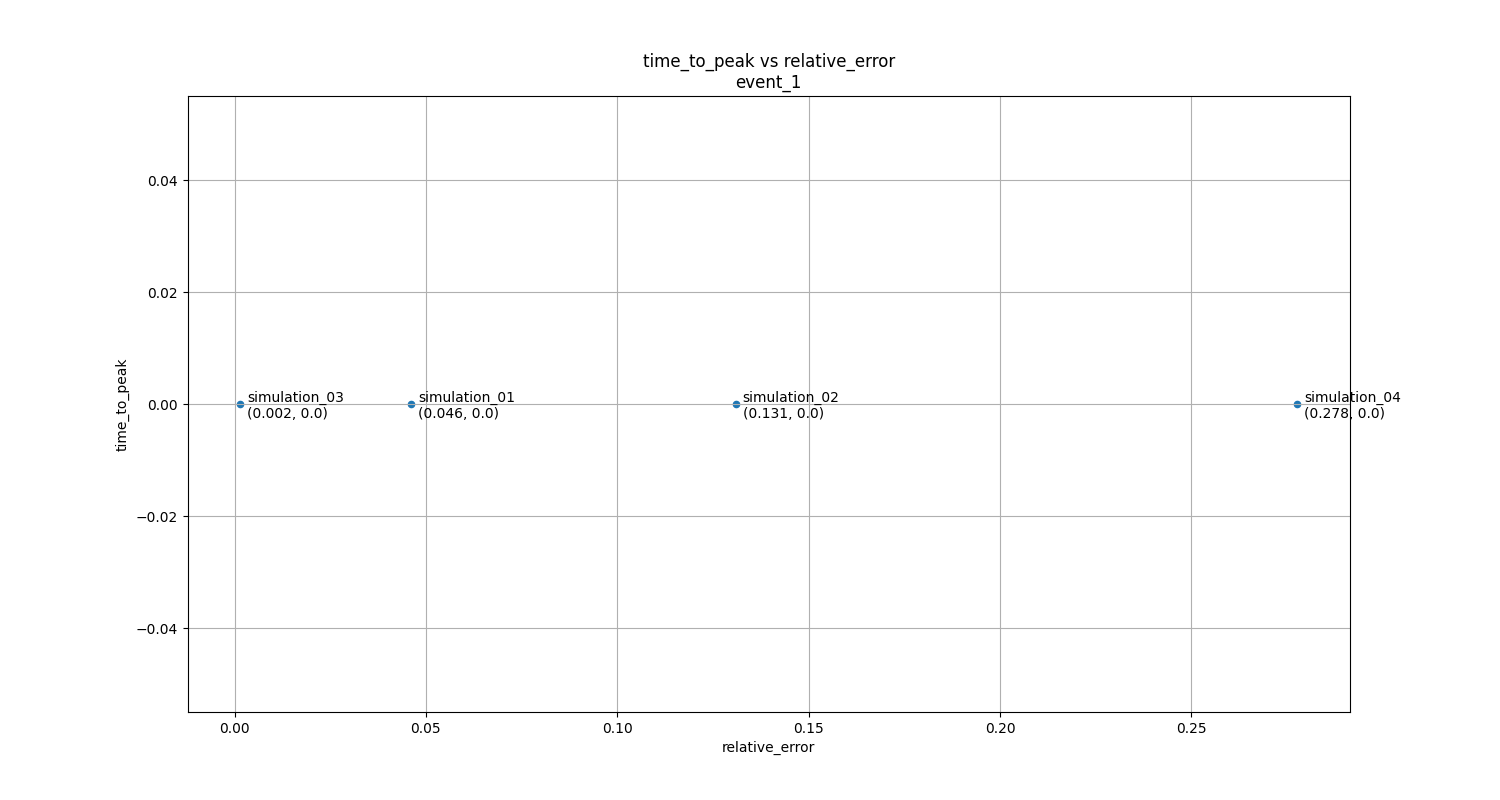 time_to_peak vs relative_error
event_1
time_to_peak
0.04
0.02
0.00
−0.02
−0.04
simulation_03
(0.002, 0.0)
simulation_01
(0.046, 0.0)
simulation_02
(0.131, 0.0)
simulation_04
(0.278, 0.0)
0.00
0.05
0.10
0.15
0.20
0.25
relative_error